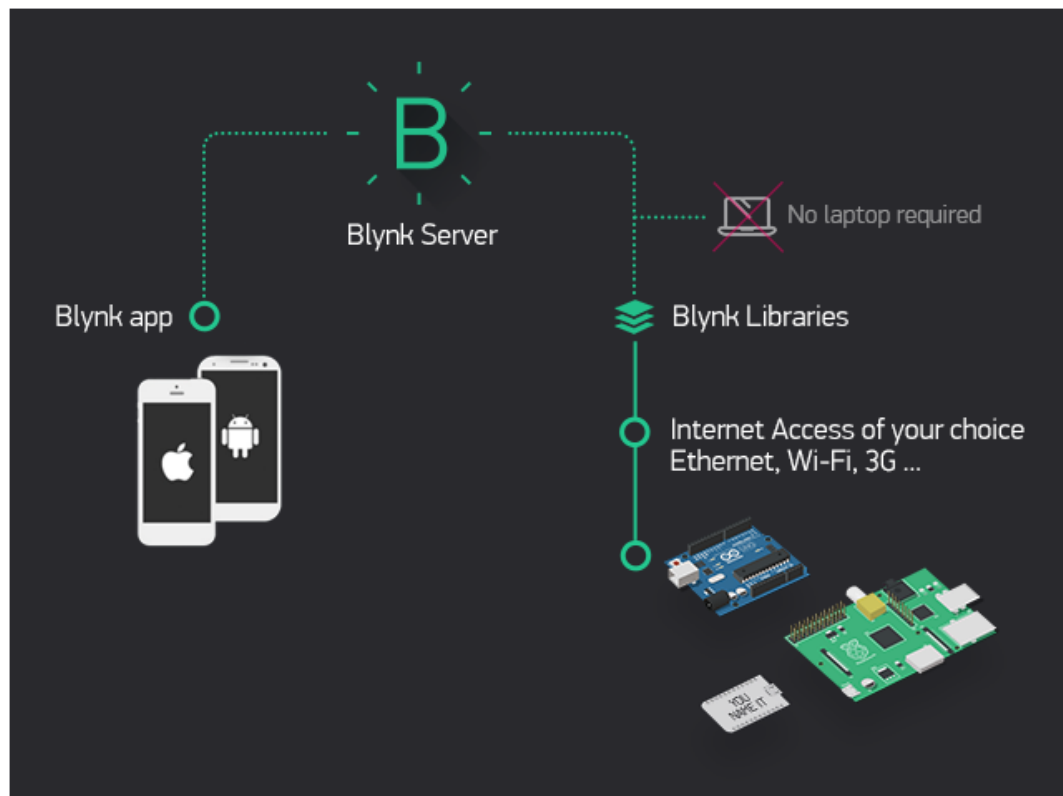 B
Blynk Server
No laptop required
Blynk app
Blynk Libraries
Internet Access of your choice
Ethernet, Wi-Fi, 3G ...
UNO
YOU
NAME IT